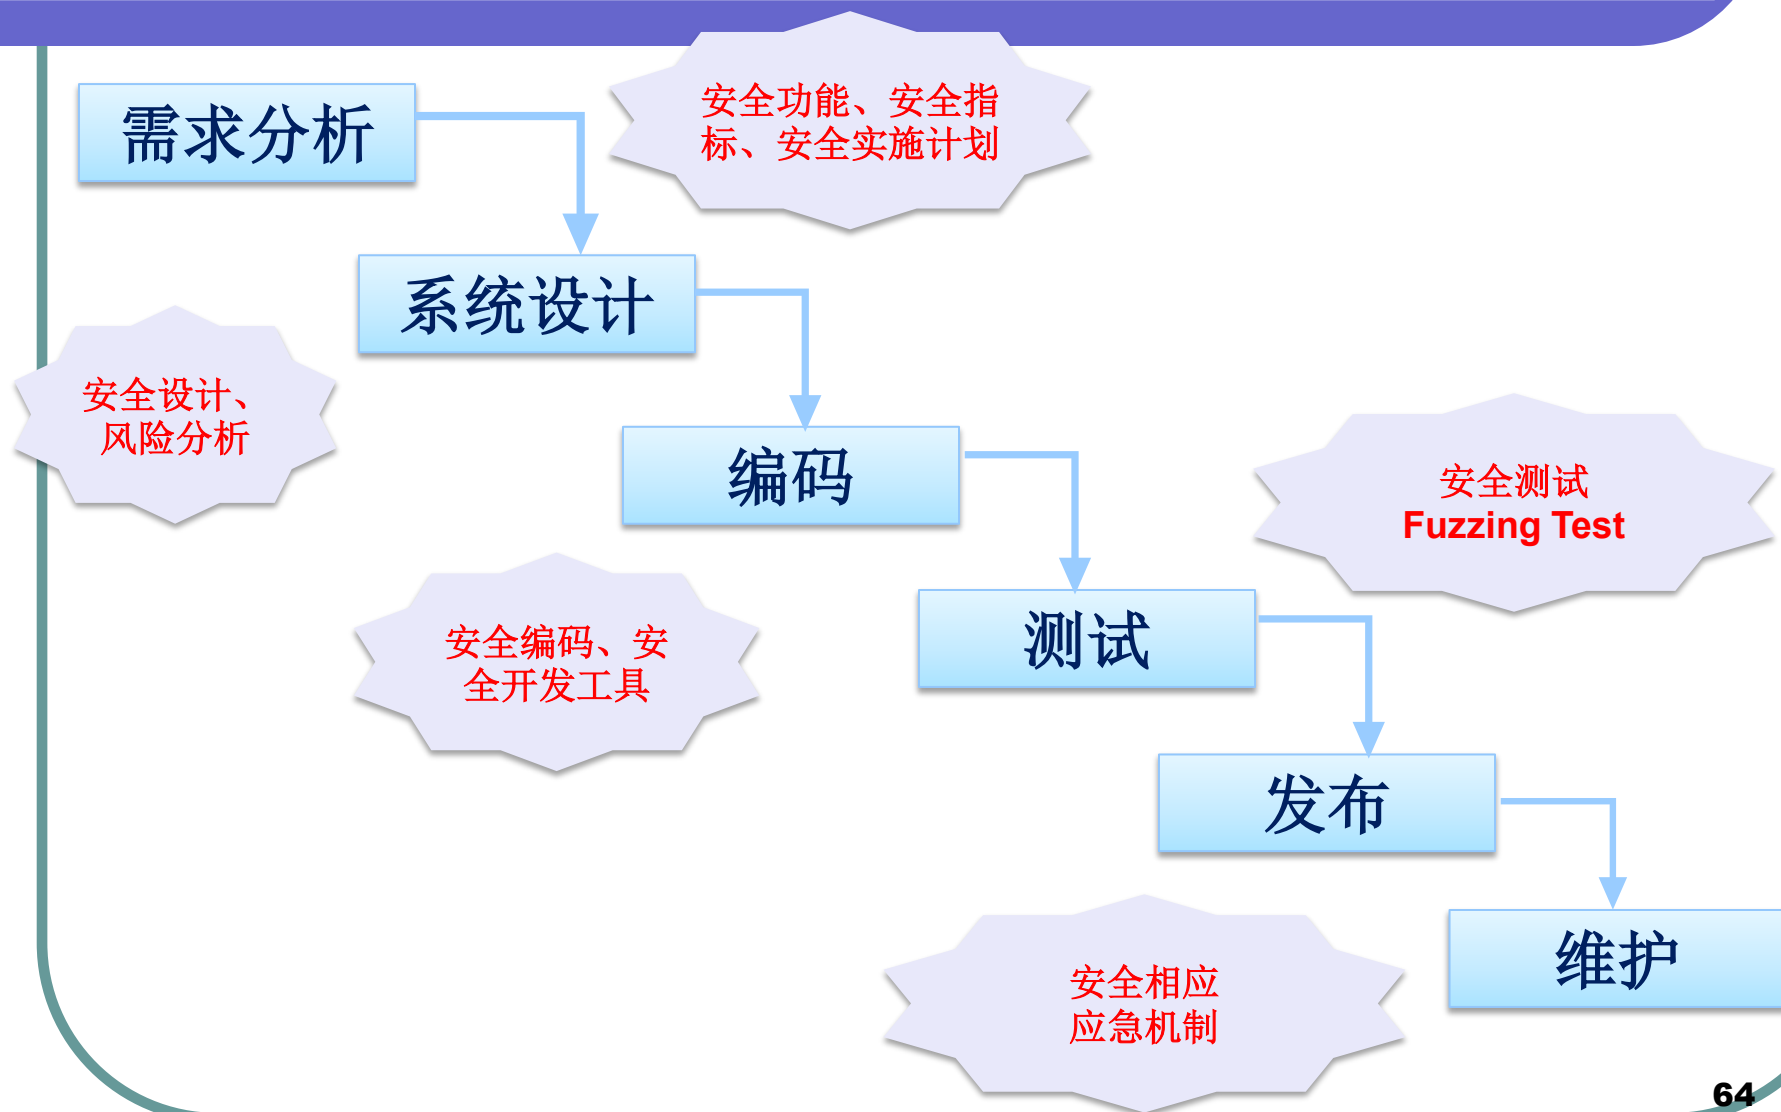 需求分析
安全功能、安全指
标、安全实施计划
系统设计
安全设计、
风险分析
编码
安全测试
Fuzzing Test
安全编码、安
全开发工具
测试
发布
维护
安全相应
应急机制
64